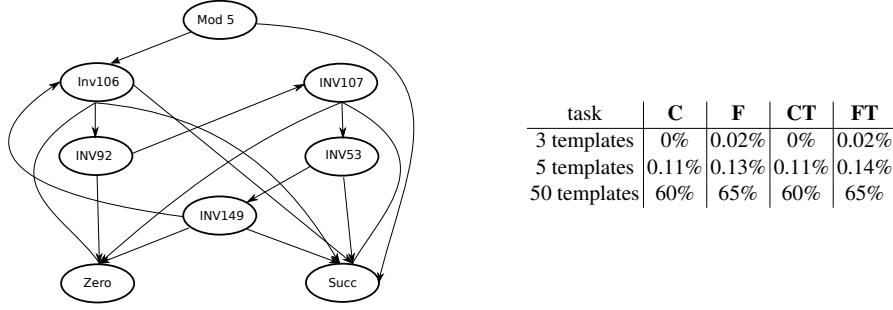 Mod 5
Inv106
INV107
INV92
INV53
INV149
Zero
Succ
task C F CT FT
3 templates 0% 0.02% 0% 0.02%
5 templates 0.11% 0.13% 0.11% 0.14%
50 templates 60% 65% 60% 65%